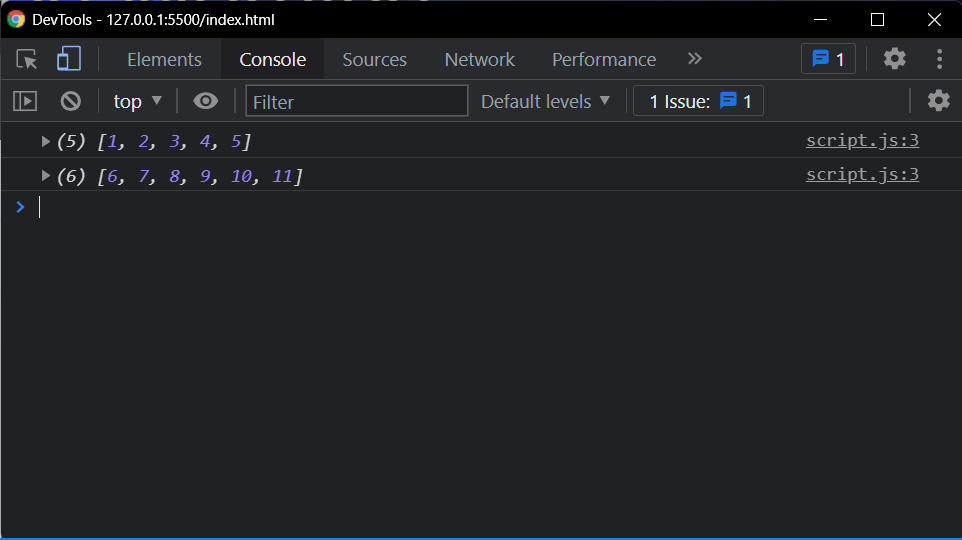 DevTools - 127.0.0.1:5500/index.html
Elements Console Sources Network Performance » 1
top ▼ Filter Default levels ▼ 1 Issue: 1
▶ (5) [1, 2, 3, 4, 5] script.js:3
▶ (6) [6, 7, 8, 9, 10, 11] script.js:3
>